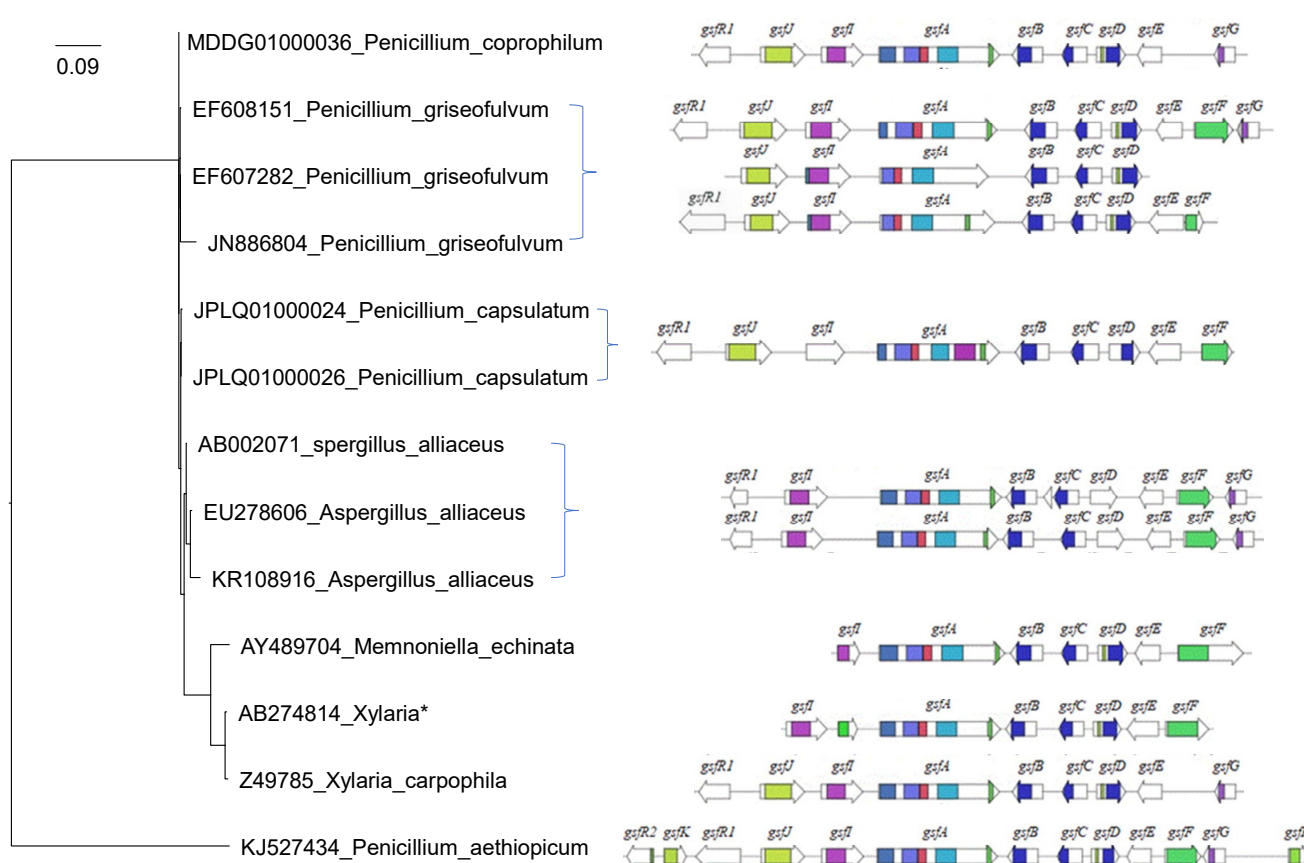 MDDG01000036_Penicillium_coprophilum
gsfR1 gsfJ gsfI gsfA gsfB gsfC gsfD gsfE gsfG
0.09
EF608151_Penicillium_griseofulvum
gsfR1 gsfJ gsfI gsfA gsfB gsfC gsfD gsfE gsfF gsfG
EF607282_Penicillium_griseofulvum
gsfJ gsfI gsfA gsfB gsfC gsfD
JN886804_Penicillium_griseofulvum
gsfR1 gsfJ gsfI gsfA gsfB gsfC gsfD gsfE gsfF
JPLQ01000024_Penicillium_capsulatum
gsfR1 gsfJ gsfI gsfA gsfB gsfC gsfD gsfE gsfF
JPLQ01000026_Penicillium_capsulatum
AB002071_spergillus_alliaceus
gsfR1 gsfI gsfA gsfB gsfC gsfD gsfE gsfF gsfG
EU278606_Aspergillus_alliaceus
gsfR1 gsfI gsfA gsfB gsfC gsfD gsfE gsfF gsfG
KR108916_Aspergillus_alliaceus
AY489704_Memnoniella_echinata
gsfI gsfA gsfB gsfC gsfD gsfE gsfF
AB274814_Xylaria*
gsfI gsfA gsfB gsfC gsfD gsfE gsfF
Z49785_Xylaria_carpophila
gsfR1 gsfJ gsfI gsfA gsfB gsfC gsfD gsfE gsfG
KJ527434_Penicillium_aethiopicum
gsfR2 gsfK gsfR1 gsfJ gsfI gsfA gsfB gsfC gsfD gsfE gsfF gsfG